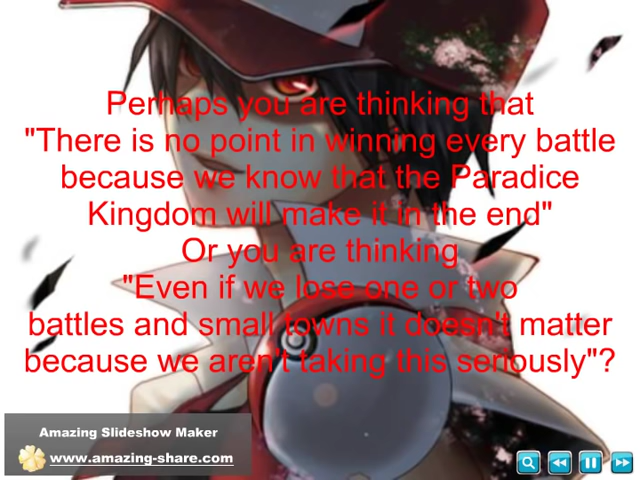 Perhaps you are thinking that
"There is no point in winning every battle
because we know that the Paradice
Kingdom will make it in the end"
Or you are thinking
"Even if we lose one or two
battles and small towns it doesn't matter
because we aren't taking this seriously"?
Amazing Slideshow Maker
www.amazing-share.com